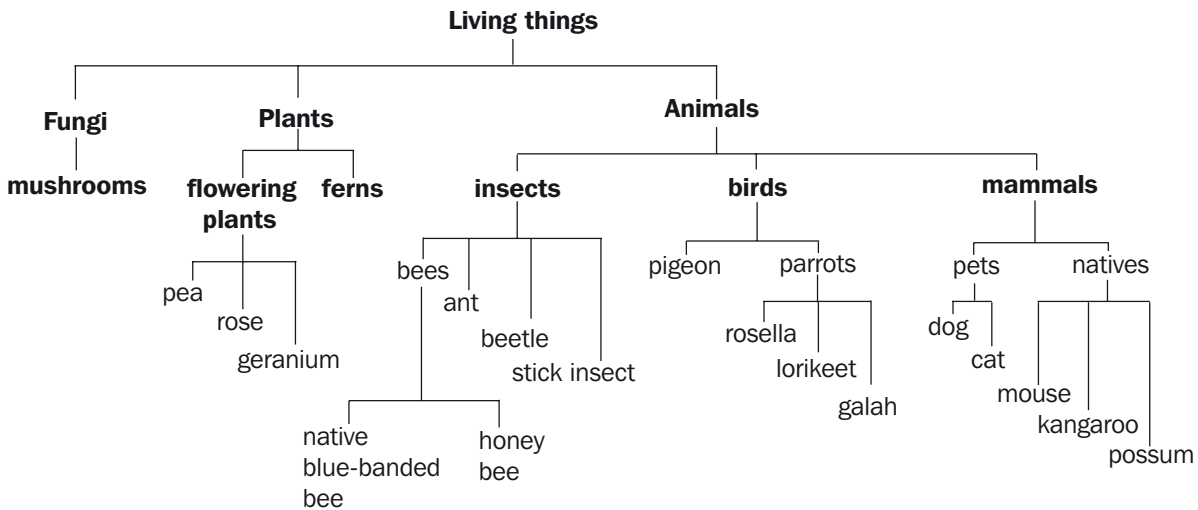 Living things
Fungi
Plants
Animals
mushrooms
flowering
plants
ferns
insects
birds
mammals
pea
rose
geranium
bees
ant
beetle
stick insect
native
blue-banded
bee
honey
bee
pigeon
parrots
rosella
lorikeet
galah
pets
natives
dog
cat
mouse
kangaroo
possum